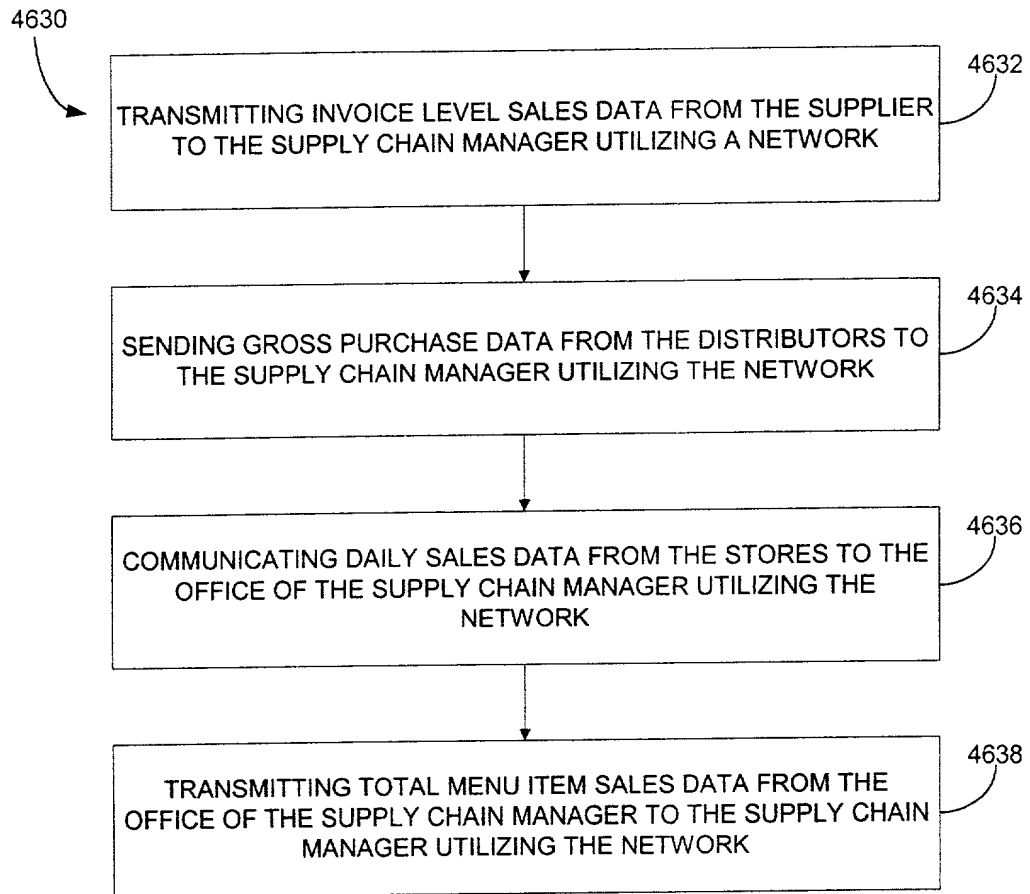 4630
4632
TRANSMITTING INVOICE LEVEL SALES DATA FROM THE SUPPLIER
TO THE SUPPLY CHAIN MANAGER UTILIZING A NETWORK
4634
SENDING GROSS PURCHASE DATA FROM THE DISTRIBUTORS TO
THE SUPPLY CHAIN MANAGER UTILIZING THE NETWORK
4636
COMMUNICATING DAILY SALES DATA FROM THE STORES TO THE
OFFICE OF THE SUPPLY CHAIN MANAGER UTILIZING THE
NETWORK
4638
TRANSMITTING TOTAL MENU ITEM SALES DATA FROM THE
OFFICE OF THE SUPPLY CHAIN MANAGER TO THE SUPPLY CHAIN
MANAGER UTILIZING THE NETWORK